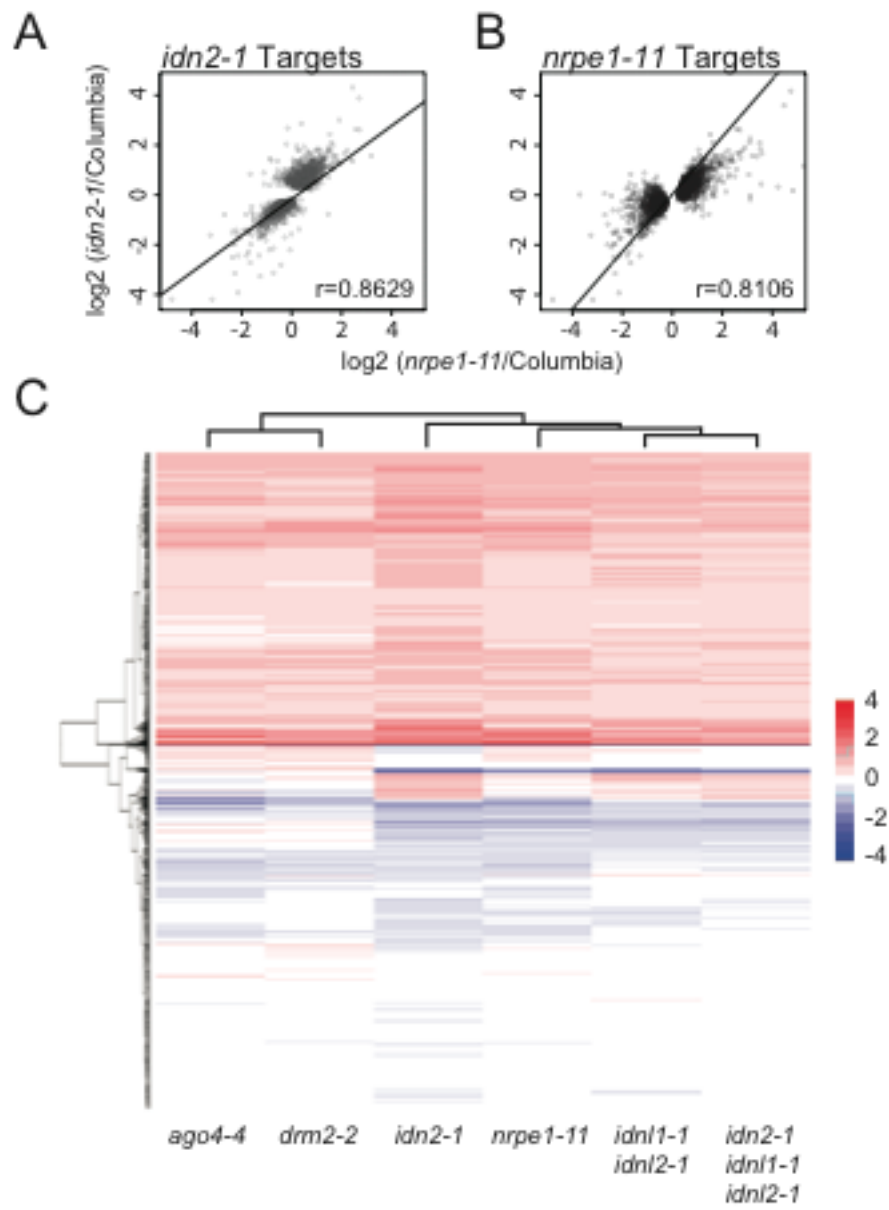 A
idn2-1 Targets
log2 (idn2-1/Columbia)
4
2
0
-2
-4
r=0.8629
-4 -2 0 2 4
B
nrpe1-11 Targets
4
2
0
-2
-4
r=0.8106
-4 -2 0 2 4
log2 (nrpe1-11/Columbia)
C
4
2
0
-2
-4
ago4-4 drm2-2 idn2-1 nrpe1-11 idnl1-1 idn2-1
idnl2-1 idnl1-1
idnl2-1